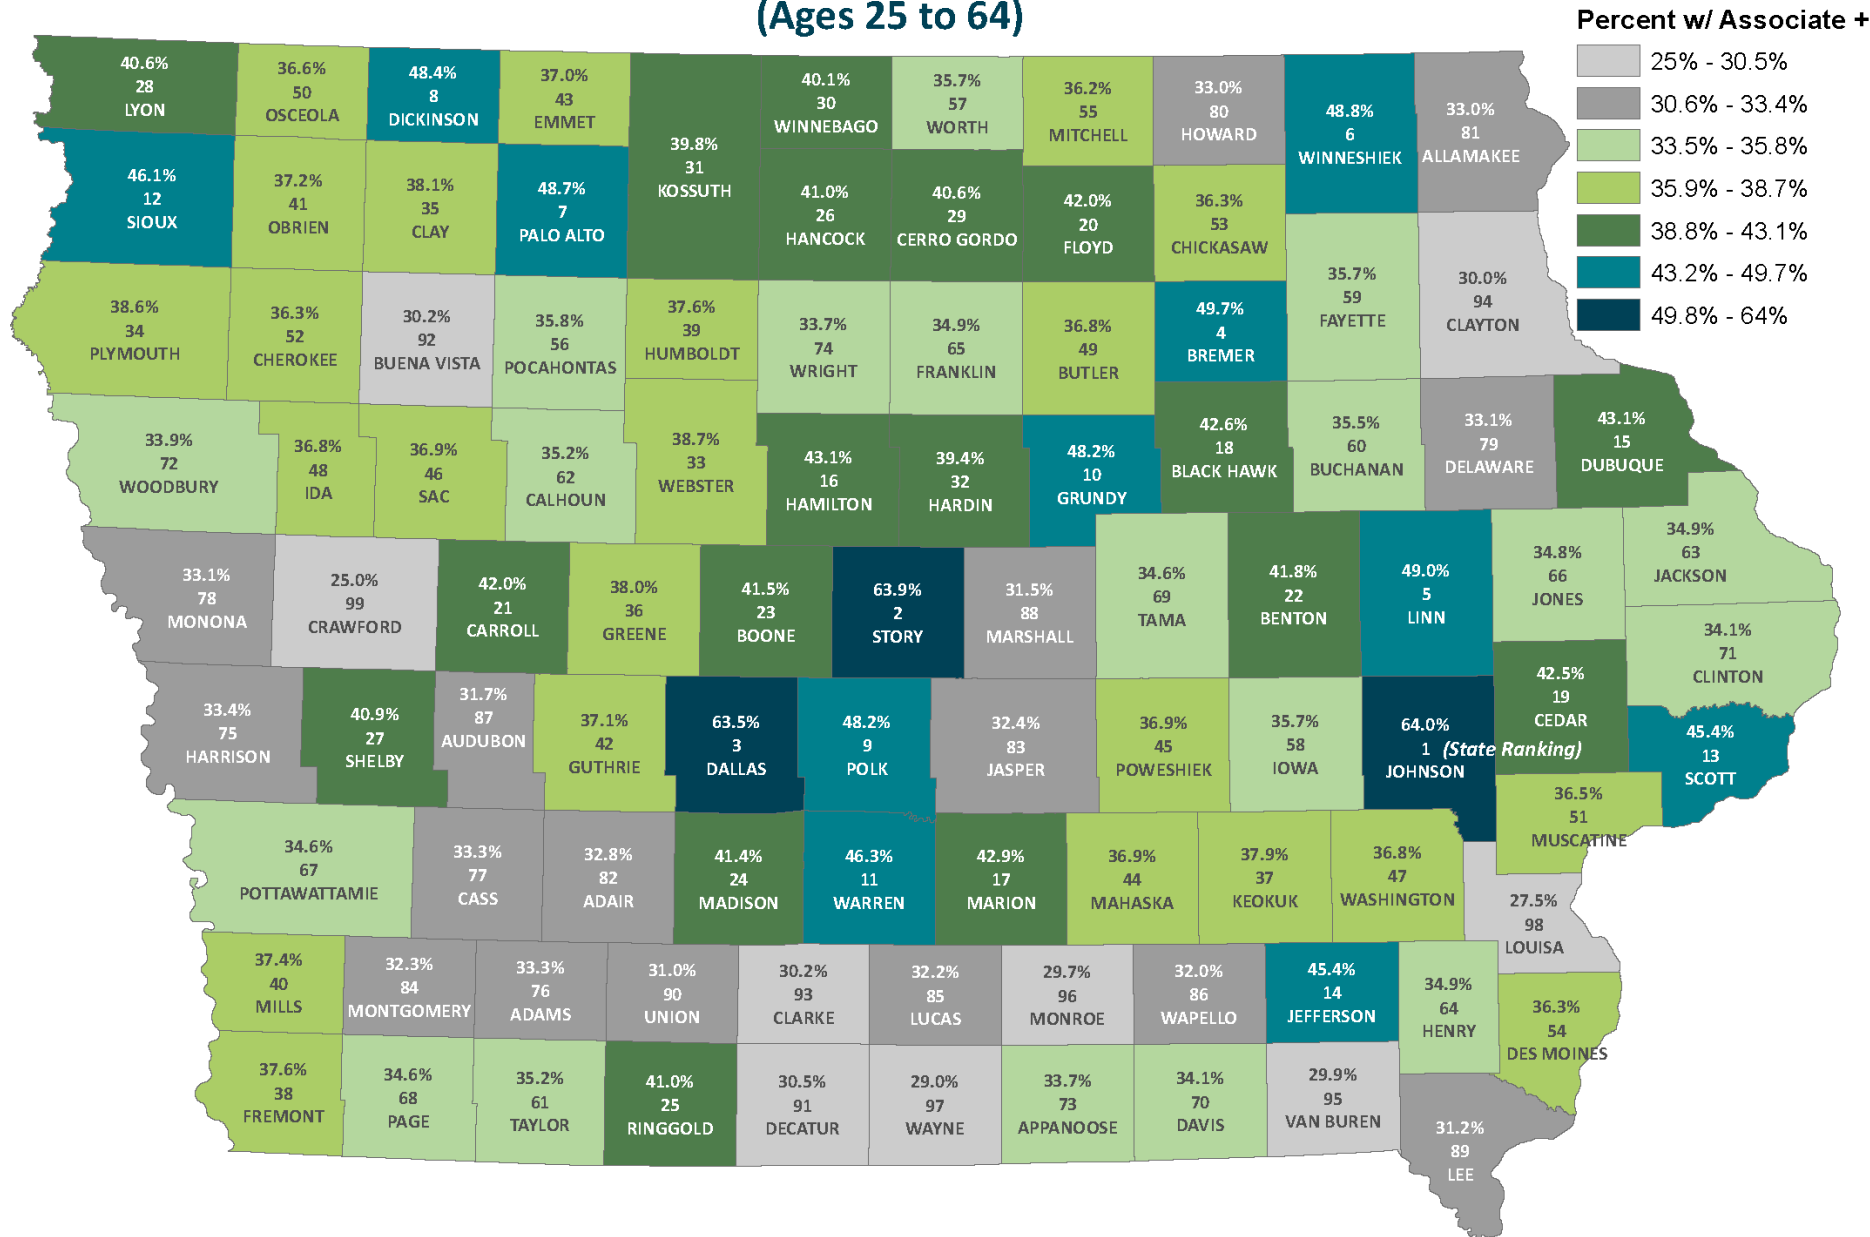 (Ages 25 to 64)
Percent w/ Associate +
25% - 30.5%
30.6% - 33.4%
33.5% - 35.8%
35.9% - 38.7%
38.8% - 43.1%
43.2% - 49.7%
49.8% - 64%
40.6%
28
LYON
36.6%
50
OSCEOLA
48.4%
8
DICKINSON
37.0%
43
EMMET
39.8%
31
KOSSUTH
40.1%
30
WINNEBAGO
35.7%
57
WORTH
36.2%
55
MITCHELL
33.0%
80
HOWARD
48.8%
6
WINNESHIEK
33.0%
81
ALLAMAKEE
46.1%
12
SIOUX
37.2%
41
OBRIEN
38.1%
35
CLAY
48.7%
7
PALO ALTO
41.0%
26
HANCOCK
40.6%
29
CERRO GORDO
42.0%
20
FLOYD
36.3%
53
CHICKASAW
38.6%
34
PLYMOUTH
36.3%
52
CHEROKEE
30.2%
92
BUENA VISTA
35.8%
56
POCAHONTAS
37.6%
39
HUMBOLDT
33.7%
74
WRIGHT
34.9%
65
FRANKLIN
36.8%
49
BUTLER
49.7%
4
BREMER
35.7%
59
FAYETTE
30.0%
94
CLAYTON
33.9%
72
WOODBURY
36.8%
48
IDA
36.9%
46
SAC
35.2%
62
CALHOUN
38.7%
33
WEBSTER
43.1%
16
HAMILTON
39.4%
32
HARDIN
48.2%
10
GRUNDY
42.6%
18
BLACK HAWK
35.5%
60
BUCHANAN
33.1%
79
DELAWARE
43.1%
15
DUBUQUE
33.1%
78
MONONA
25.0%
99
CRAWFORD
42.0%
21
CARROLL
38.0%
36
GREENE
41.5%
23
BOONE
63.9%
2
STORY
31.5%
88
MARSHALL
34.6%
69
TAMA
41.8%
22
BENTON
49.0%
5
LINN
34.8%
66
JONES
34.9%
63
JACKSON
34.1%
71
CLINTON
33.4%
75
HARRISON
40.9%
27
SHELBY
31.7%
87
AUDUBON
37.1%
42
GUTHRIE
63.5%
3
DALLAS
48.2%
9
POLK
32.4%
83
JASPER
36.9%
45
POWESHIEK
35.7%
58
IOWA
64.0%
1 (State Ranking)
JOHNSON
42.5%
19
CEDAR
45.4%
13
SCOTT
36.5%
51
MUSCATINE
34.6%
67
POTTAWATTAMIE
33.3%
77
CASS
32.8%
82
ADAIR
41.4%
24
MADISON
46.3%
11
WARREN
42.9%
17
MARION
36.9%
44
MAHASKA
37.9%
37
KEOKUK
36.8%
47
WASHINGTON
27.5%
98
LOUISA
37.4%
40
MILLS
32.3%
84
MONTGOMERY
33.3%
76
ADAMS
31.0%
90
UNION
30.2%
93
CLARKE
32.2%
85
LUCAS
29.7%
96
MONROE
32.0%
86
WAPELLO
45.4%
14
JEFFERSON
34.9%
64
HENRY
36.3%
54
DES MOINES
37.6%
38
FREMONT
34.6%
68
PAGE
35.2%
61
TAYLOR
41.0%
25
RINGGOLD
30.5%
91
DECATUR
29.0%
97
WAYNE
33.7%
73
APPANOOSE
34.1%
70
DAVIS
29.9%
95
VAN BUREN
31.2%
89
LEE